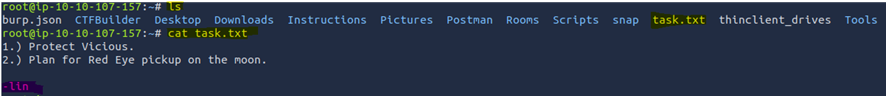 root@ip-10-10-107-157:~# ls
burp.json CTFBuilder Desktop Downloads Instructions Pictures Postman Rooms Scripts snap task.txt thinclient_drives Tools
root@ip-10-10-107-157:~# cat task.txt
1.) Protect Vicious.
2.) Plan for Red Eye pickup on the moon.
-lin